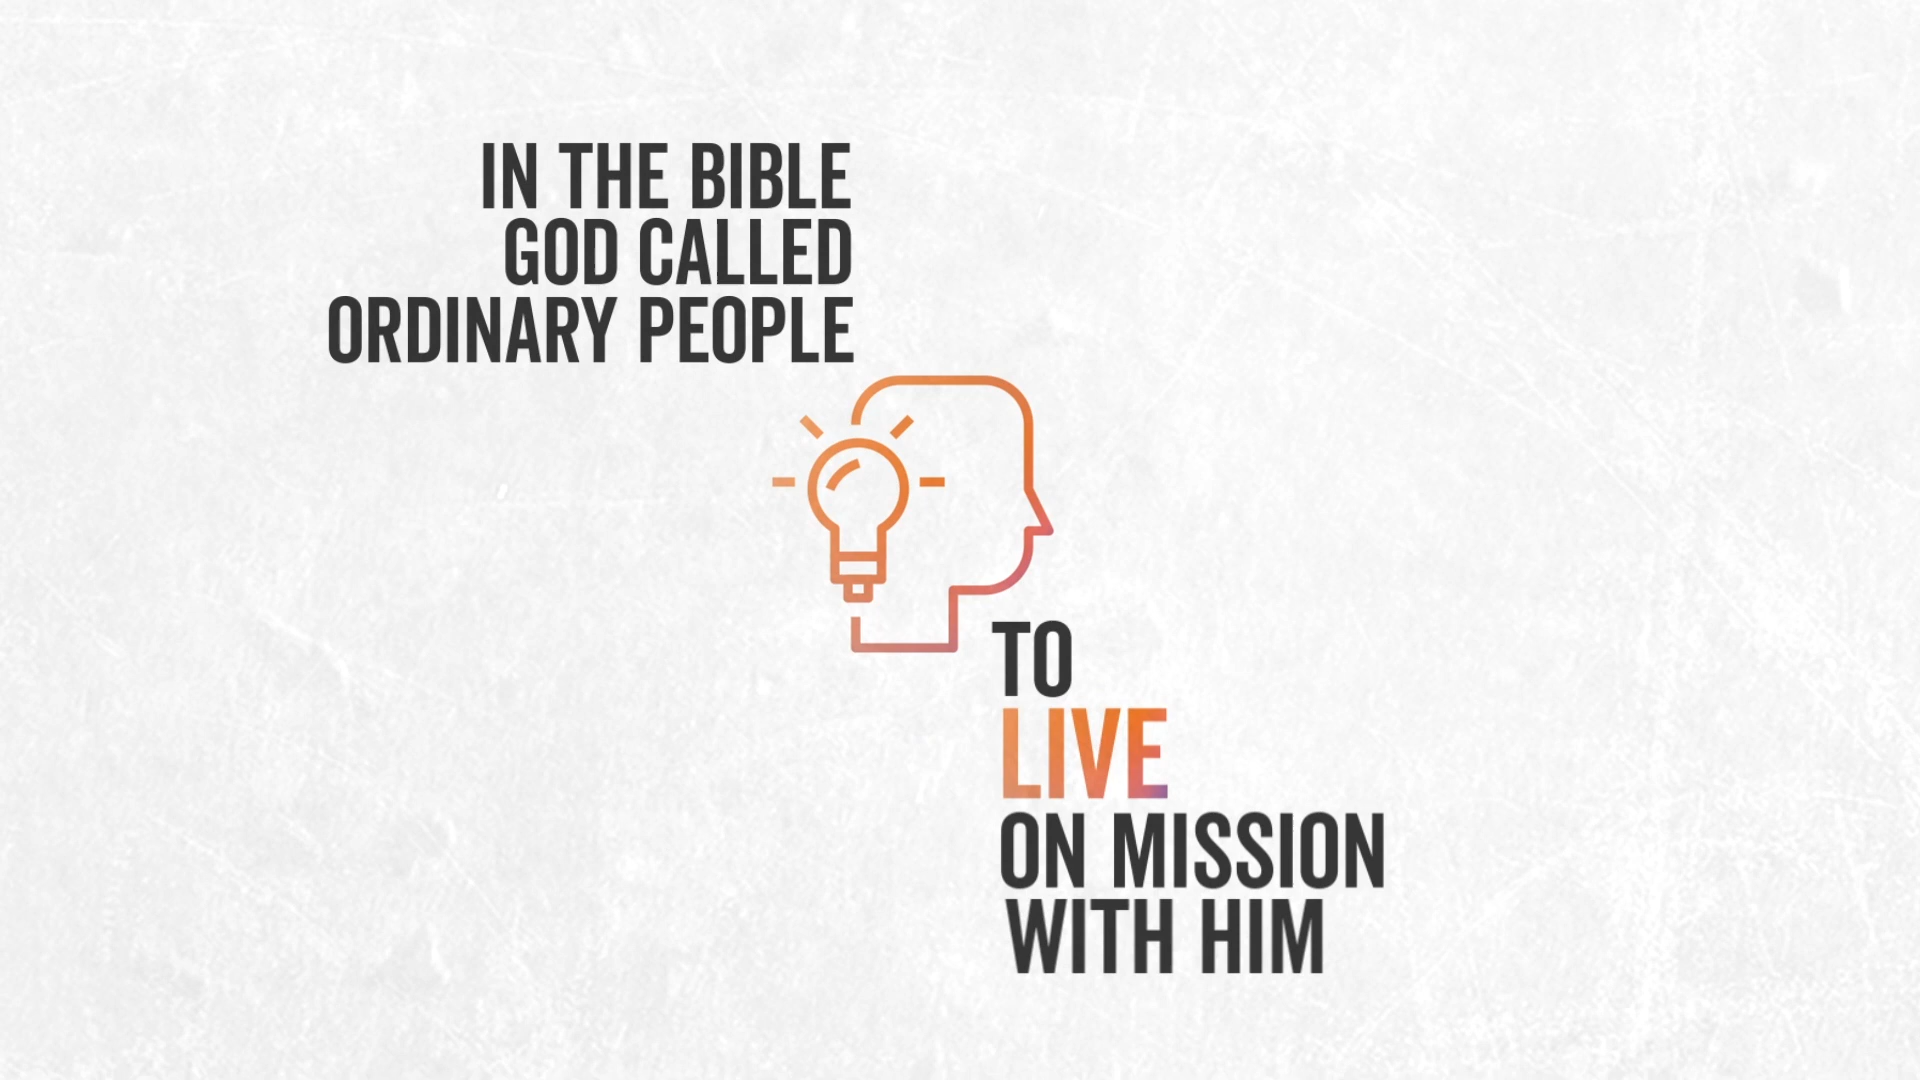 IN THE BIBLE
GOD CALLED
ORDINARY PEOPLE
TO
LIVE
ON MISSION
WITH HIM